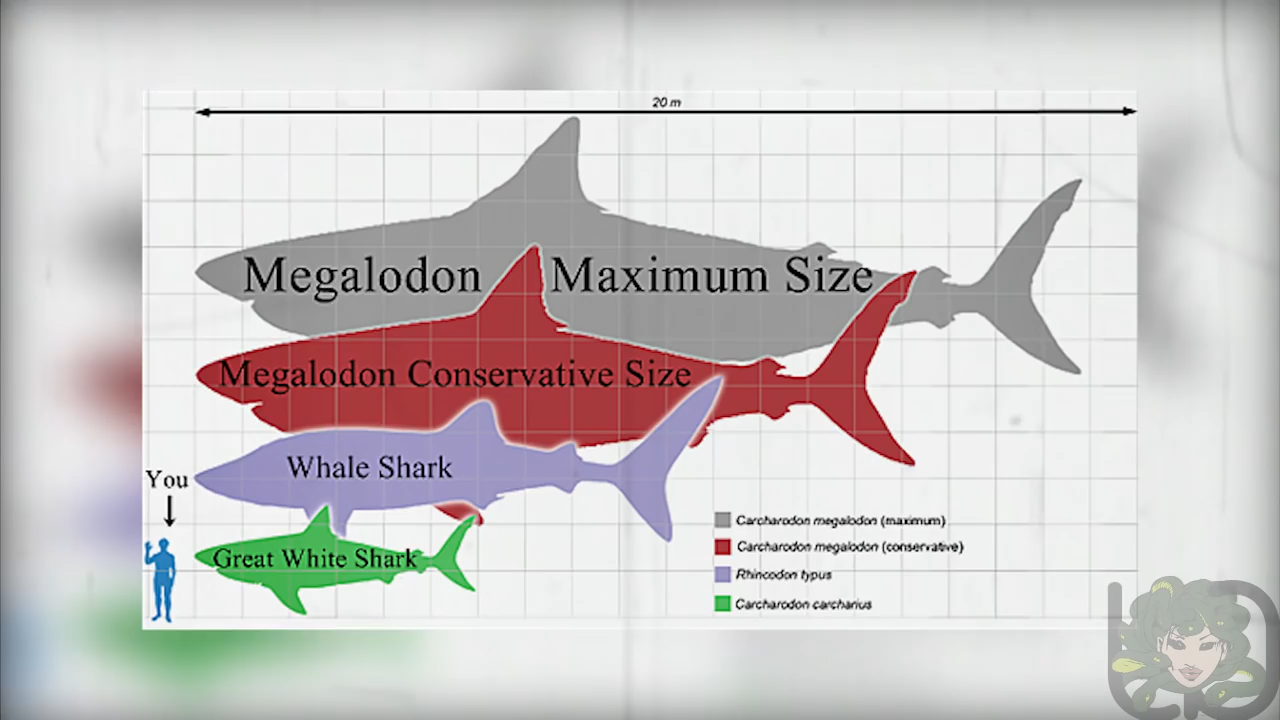 20 m
Megalodon Maximum Size
Megalodon Conservative Size
Whale Shark
You
Great White Shark
Carcharodon megalodon (maximum)
Carcharodon megalodon (conservative)
Rhincodon typus
Carcharodon carcharius